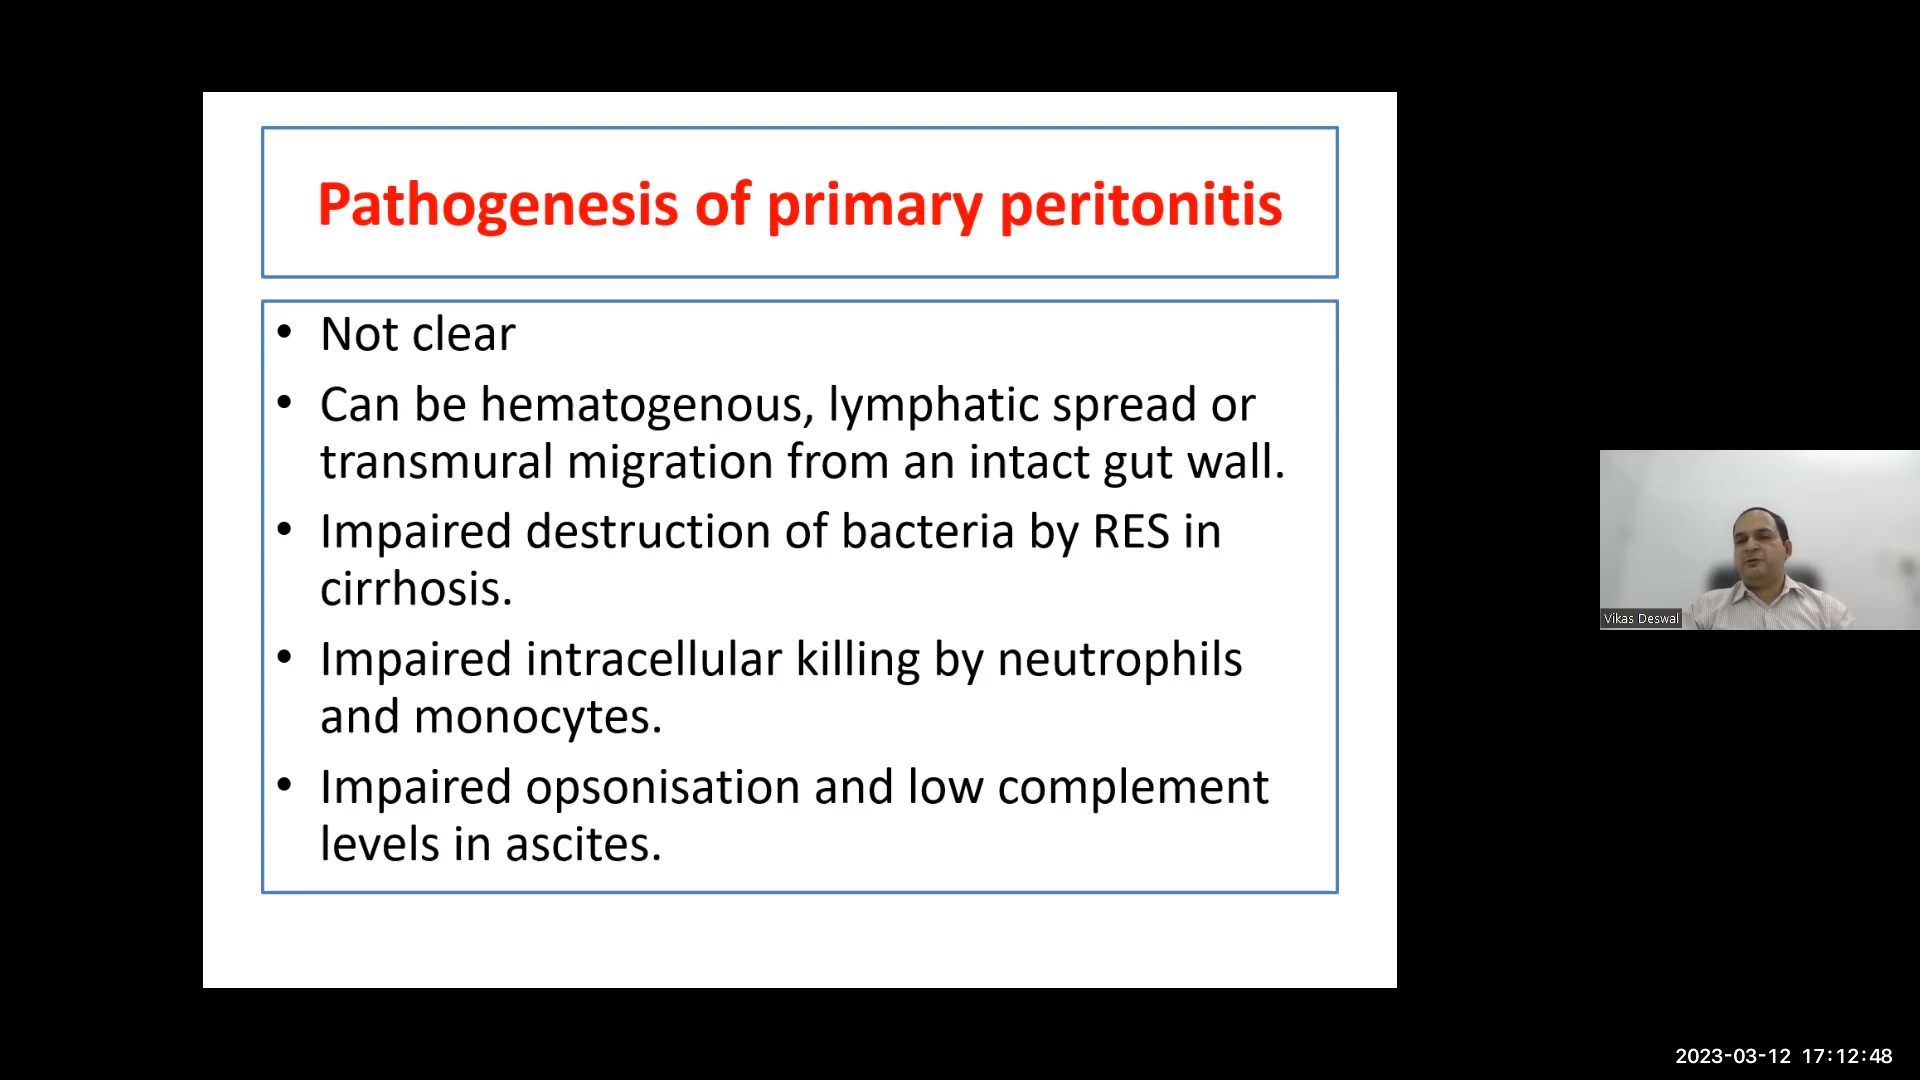 Pathogenesis of primary peritonitis
• Not clear
• Can be hematogenous, lymphatic spread or
transmural migration from an intact gut wall.
• Impaired destruction of bacteria by RES in
cirrhosis.
• Impaired intracellular killing by neutrophils
and monocytes.
• Impaired opsonisation and low complement
levels in ascites.
Vikas Deswal
2023-03-12 17:12:48